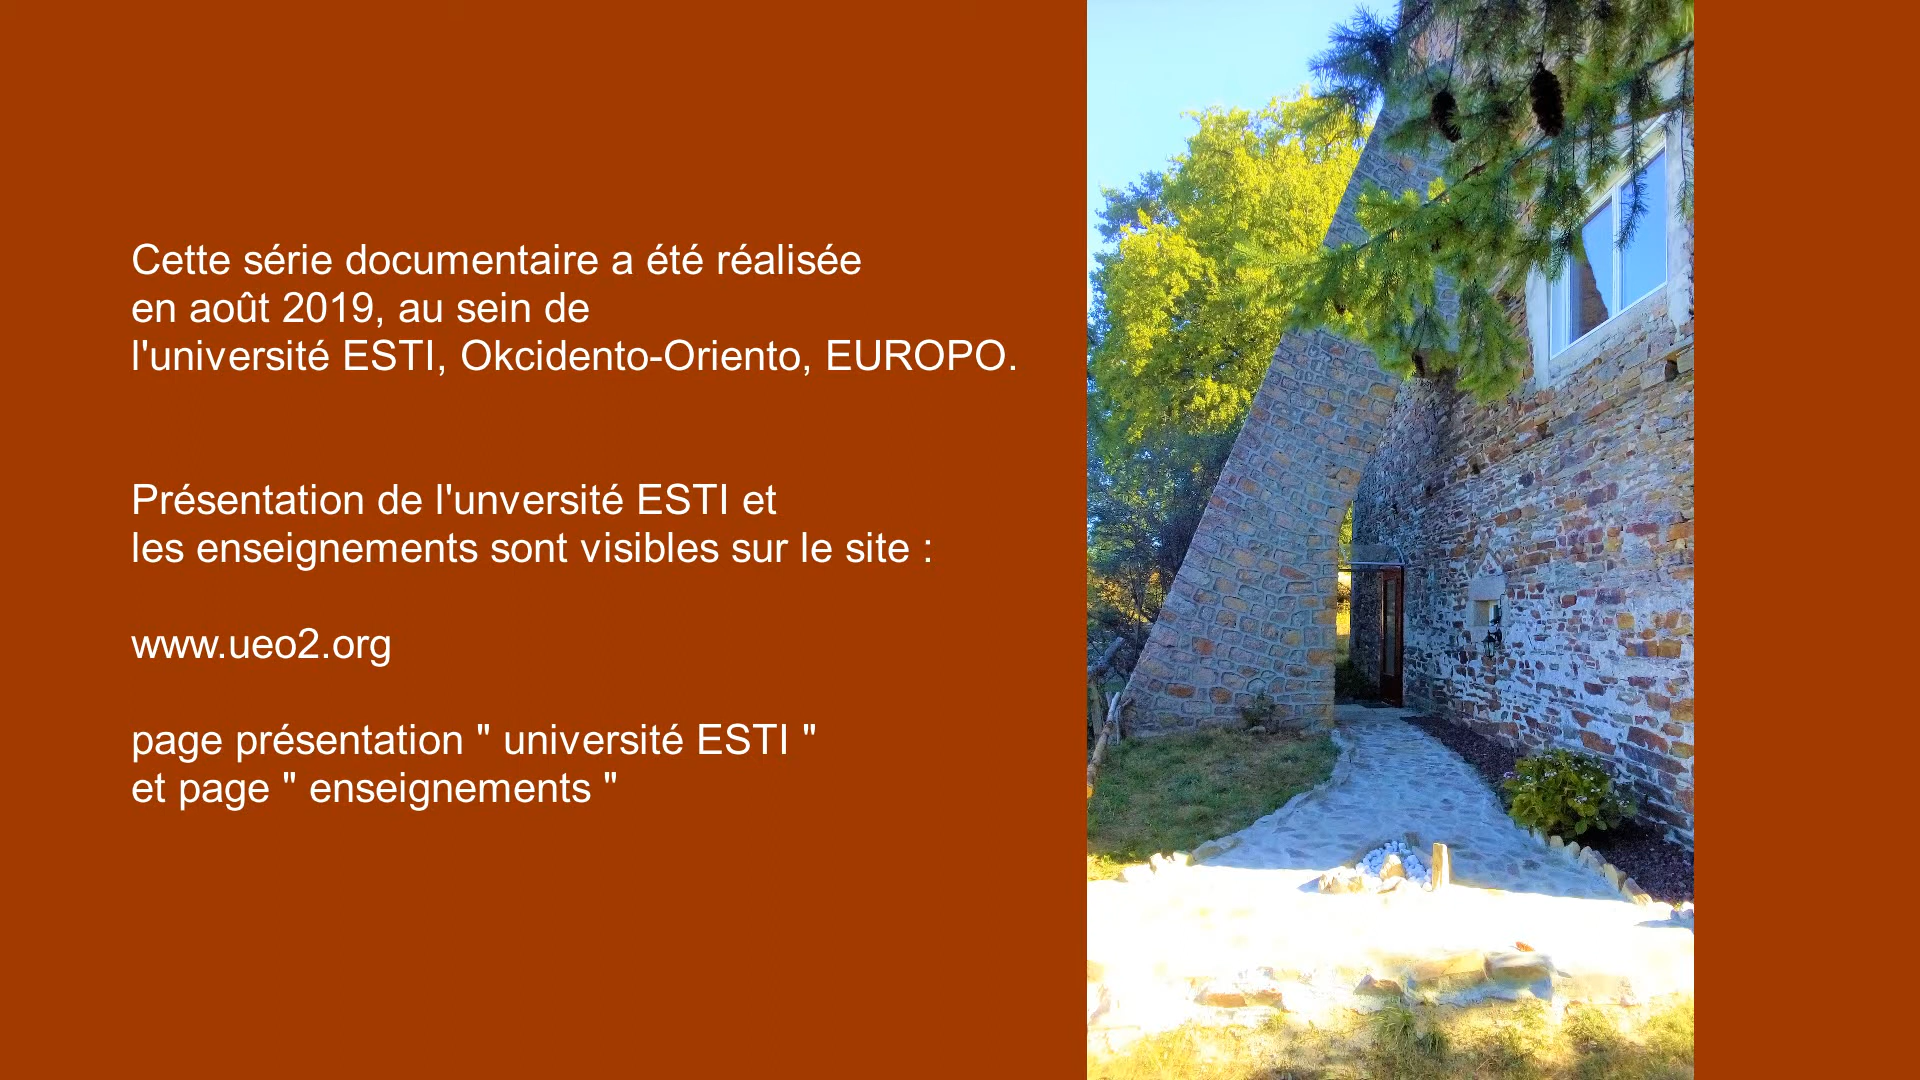 Cette série documentaire a été réalisée
en août 2019, au sein de
l'université ESTI, Okcidento-Oriento, EUROPO.
Présentation de l'unversité ESTI et
les enseignements sont visibles sur le site :
www.ueo2.org
page présentation " université ESTI "
et page " enseignements "